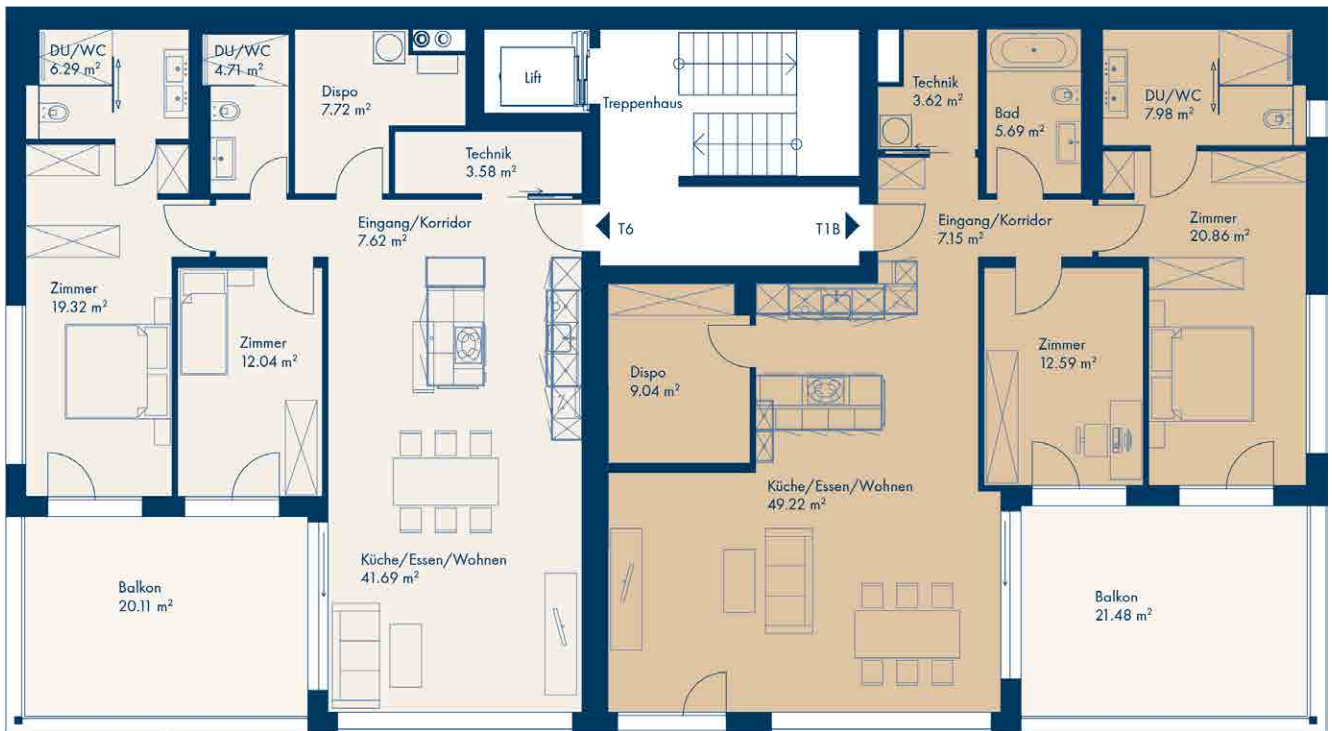 DU/WC
6.29 m²
DU/WC
4.71 m²
Dispo
7.72 m²
Lift
Treppenhaus
Technik
3.62 m²
Bad
5.69 m²
DU/WC
7.98 m²
Technik
3.58 m²
Eingang/Korridor
7.62 m²
T6
T1B
Eingang/Korridor
7.15 m²
Zimmer
20.86 m²
Zimmer
19.32 m²
Zimmer
12.04 m²
Dispo
9.04 m²
Zimmer
12.59 m²
Küche/Essen/Wohnen
49.22 m²
Küche/Essen/Wohnen
41.69 m²
Balkon
20.11 m²
Balkon
21.48 m²